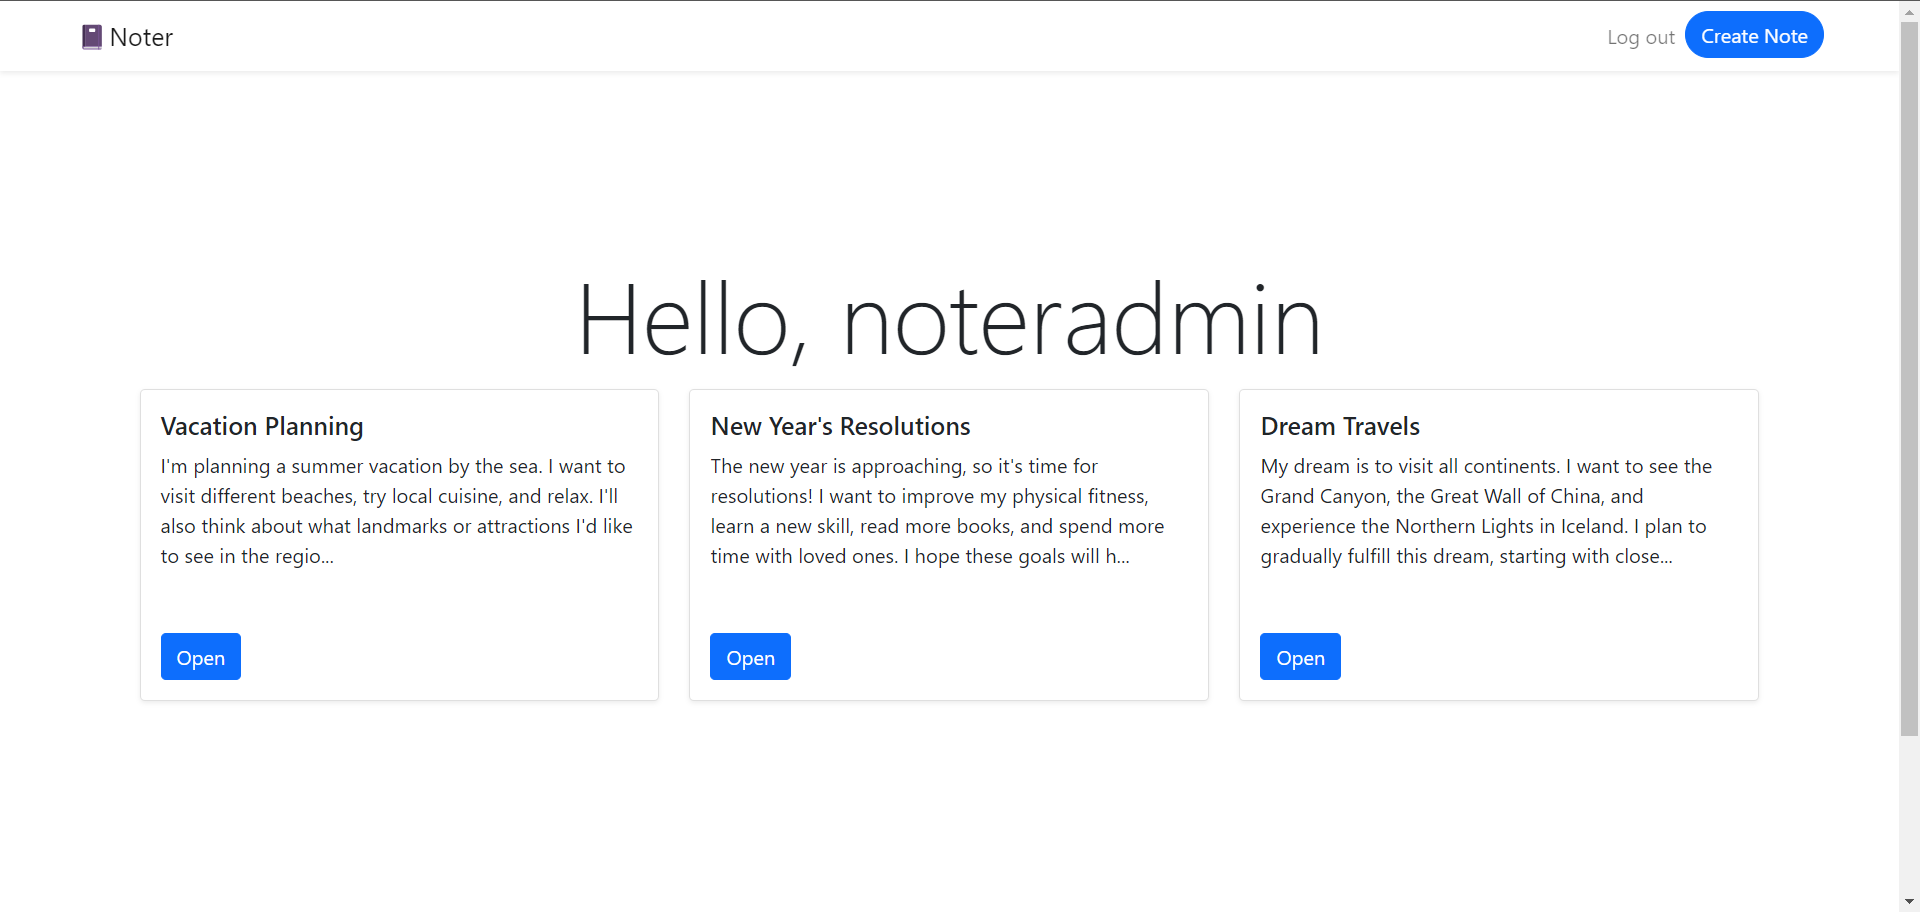 Noter
Log out
Create Note
Hello, noteradmin
Vacation Planning
I'm planning a summer vacation by the sea. I want to
visit different beaches, try local cuisine, and relax. I'll
also think about what landmarks or attractions I'd like
to see in the regio...
Open
New Year's Resolutions
The new year is approaching, so it's time for
resolutions! I want to improve my physical fitness,
learn a new skill, read more books, and spend more
time with loved ones. I hope these goals will h...
Open
Dream Travels
My dream is to visit all continents. I want to see the
Grand Canyon, the Great Wall of China, and
experience the Northern Lights in Iceland. I plan to
gradually fulfill this dream, starting with close...
Open